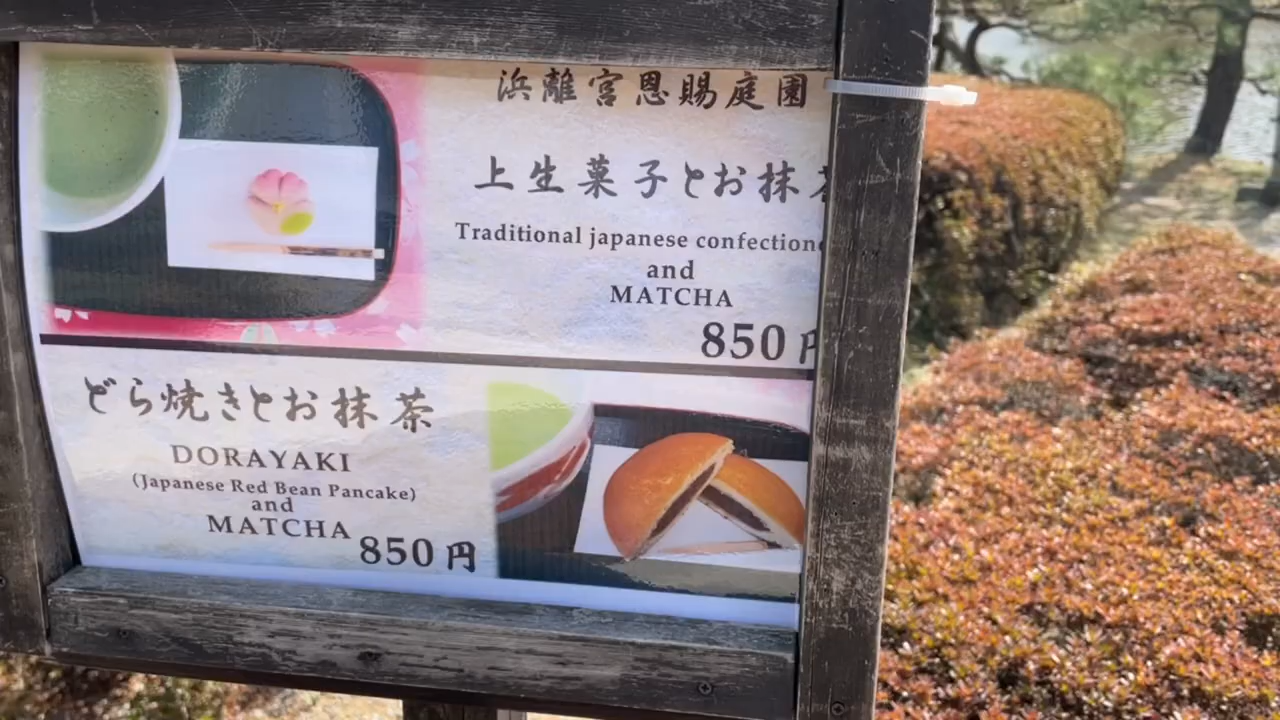 浜離宮恩賜庭園
上生菓子とお抹
Traditional japanese confection
and
MATCHA
850円
どら焼きとお抹茶
DORAYAKI
(Japanese Red Bean Pancake)
and
MATCHA
850円